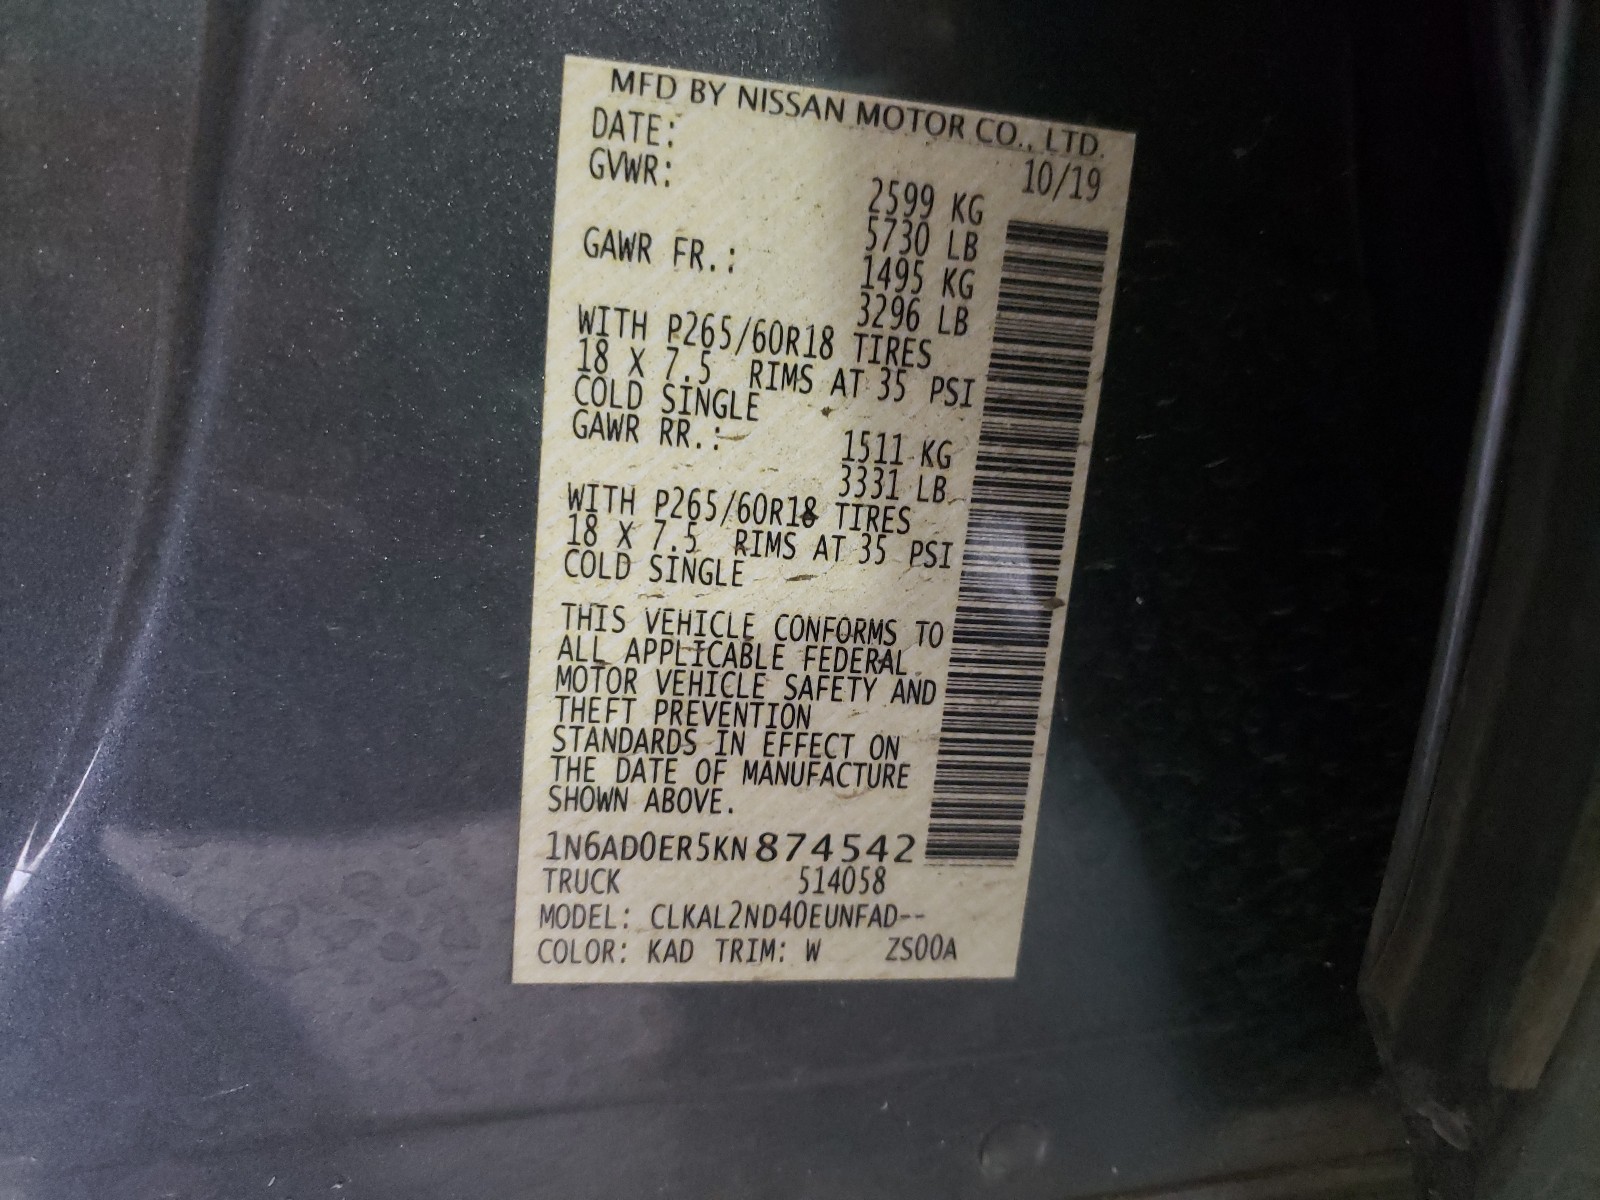 MFD BY NISSAN MOTOR CO., LTD.
DATE: 10/19
GVWR: 2599 KG
5730 LB
GAWR FR.: 1495 KG
3296 LB
WITH P265/60R18 TIRES
18 X 7.5 RIMS AT 35 PSI
COLD SINGLE
GAWR RR.: 1511 KG
3331 LB
WITH P265/60R18 TIRES
18 X 7.5 RIMS AT 35 PSI
COLD SINGLE
THIS VEHICLE CONFORMS TO
ALL APPLICABLE FEDERAL
MOTOR VEHICLE SAFETY AND
THEFT PREVENTION
STANDARDS IN EFFECT ON
THE DATE OF MANUFACTURE
SHOWN ABOVE.
1N6AD0ER5KN874542
TRUCK 514058
MODEL: CLKAL2ND40EUNFAD--
COLOR: KAD TRIM: W ZS00A